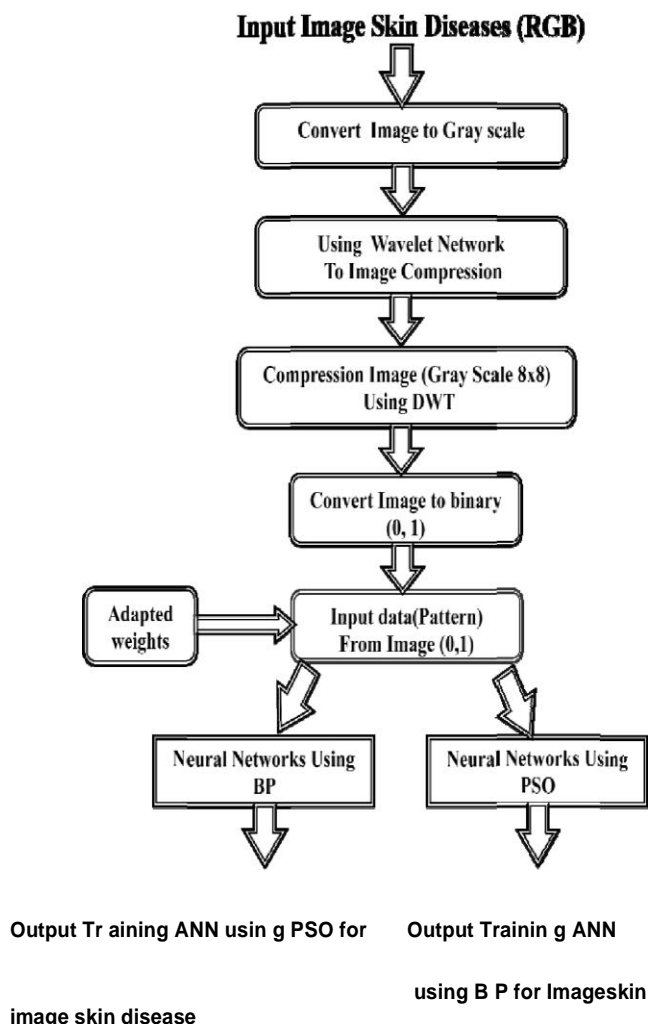 Input Image Skin Diseases (RGB)
Convert Image to Gray scale
Using Wavelet Network
To Image Compression
Compression Image (Gray Scale 8x8)
Using DWT
Convert Image to binary
(0, 1)
Adapted
weights
Input data(Pattern)
From Image (0,1)
Neural Networks Using
BP
Neural Networks Using
PSO
Output Tr aining ANN usin g PSO for
image skin disease
Output Trainin g ANN
using B P for Imageskin